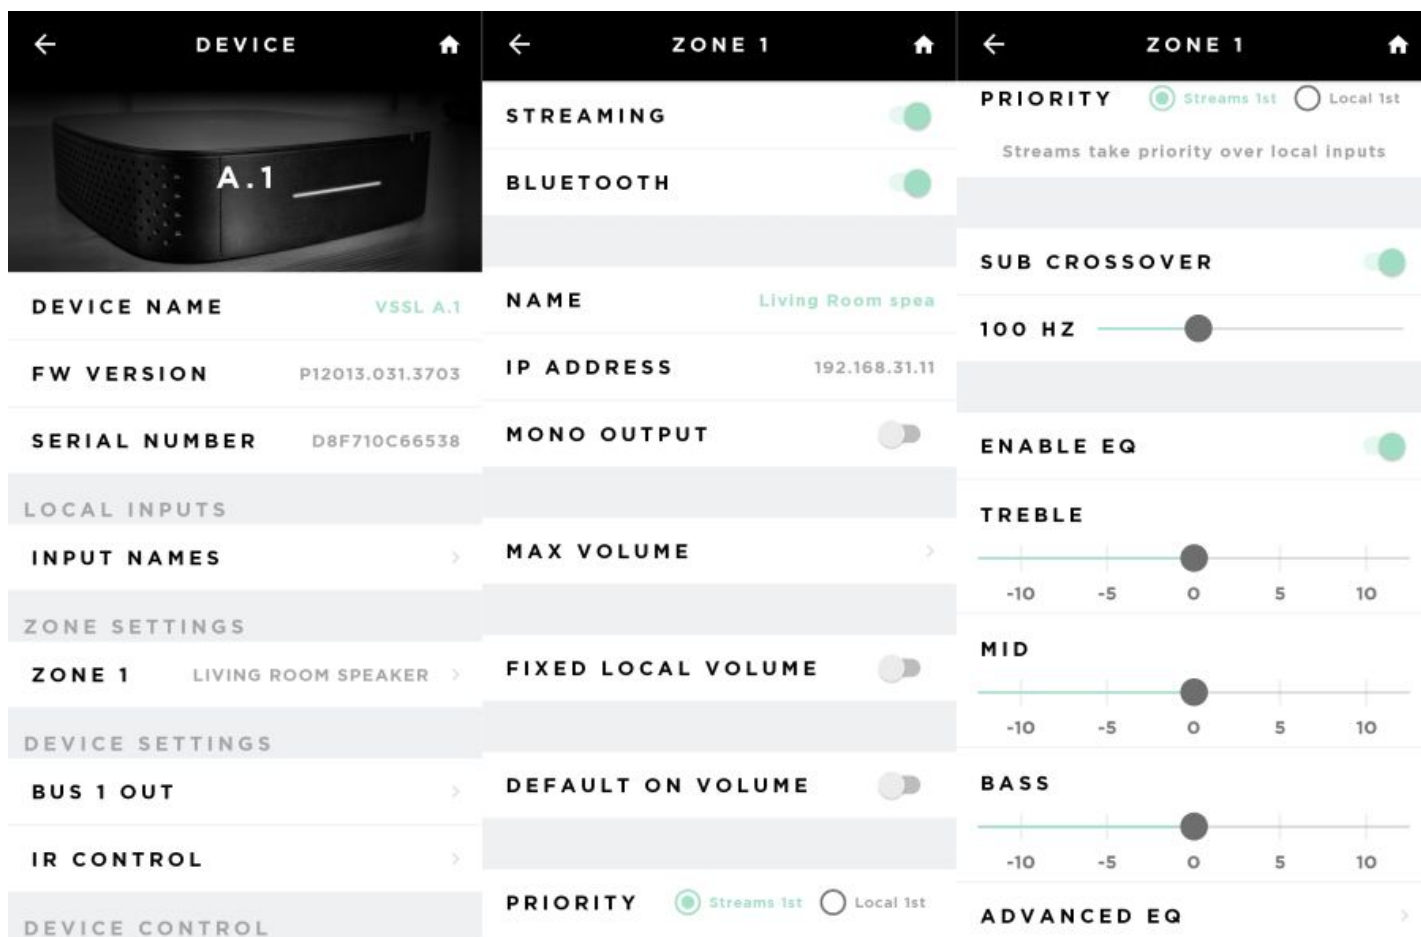 DEVICE
A.1
DEVICE NAME VSSL A.1
FW VERSION P12013.031.3703
SERIAL NUMBER D8F710C66538
LOCAL INPUTS
INPUT NAMES
ZONE SETTINGS
ZONE 1 LIVING ROOM SPEAKER
DEVICE SETTINGS
BUS 1 OUT
IR CONTROL
DEVICE CONTROL
ZONE 1
STREAMING
BLUETOOTH
NAME Living Room spea
IP ADDRESS 192.168.31.11
MONO OUTPUT
MAX VOLUME
FIXED LOCAL VOLUME
DEFAULT ON VOLUME
PRIORITY Streams 1st Local 1st
ZONE 1
PRIORITY Streams 1st Local 1st
Streams take priority over local inputs
SUB CROSSOVER
100 HZ
ENABLE EQ
TREBLE
-10 -5 0 5 10
MID
-10 -5 0 5 10
BASS
-10 -5 0 5 10
ADVANCED EQ